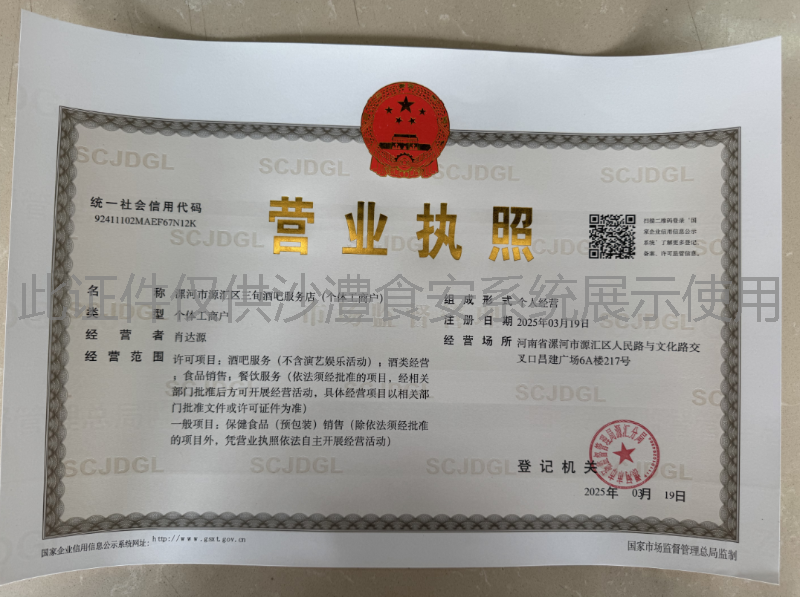 统一社会信用代码
92411102MAEF67N12K
营业执照
扫描二维码登录‘国
家企业信用信息公示
系统’了解更多登记、
备案、许可监管信息。
此证件仅供沙澧食安系统展示使用
名 称 漯河市源汇区三旬酒吧服务店（个体工商户）
类 型 个体工商户
经 营 者 肖达源
经 营 范 围 许可项目：酒吧服务（不含演艺娱乐活动）；酒类经营
；食品销售；餐饮服务（依法须经批准的项目，经相关
部门批准后方可开展经营活动，具体经营项目以相关部
门批准文件或许可证件为准）
一般项目：保健食品（预包装）销售（除依法须经批准
的项目外，凭营业执照依法自主开展经营活动）
组 成 形 式 个人经营
注 册 日 期 2025年03月19日
经 营 场 所 河南省漯河市源汇区人民路与文化路交
叉口昌建广场6A楼217号
登 记 机 关
2025年 03月 19日
国家企业信用信息公示系统网址：http://www.gsxt.gov.cn
国家市场监督管理总局监制
SCJDGL
SCJDGL
SCJDGL
SCJDGL
SCJDGL
SCJDGL